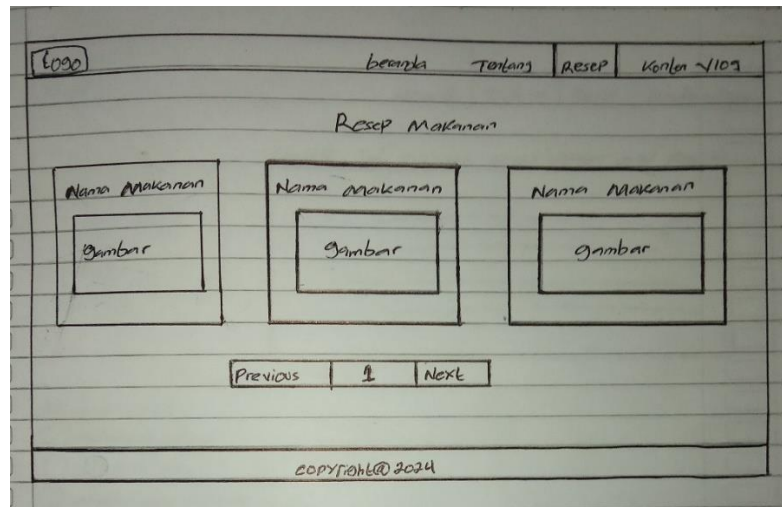 Logo beranda Tentang Resep Konten Vlog
Resep Makanan
Nama Makanan Nama Makanan Nama Makanan
gambar gambar gambar
Previous 1 Next
copyright@2024